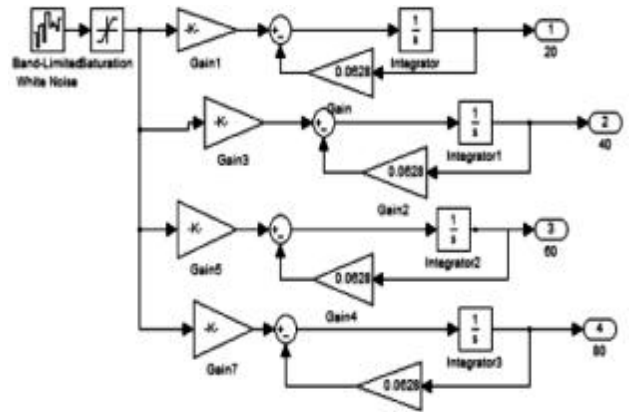 Band-Limited
White Noise
Saturation
-K-
Gain1
0.0628
Gain
1
s
Integrator
1
20
-K-
Gain3
0.0628
Gain2
1
s
Integrator1
2
40
-K-
Gain5
0.0628
Gain4
1
s
Integrator2
3
60
-K-
Gain7
0.0628
1
s
Integrator3
4
80